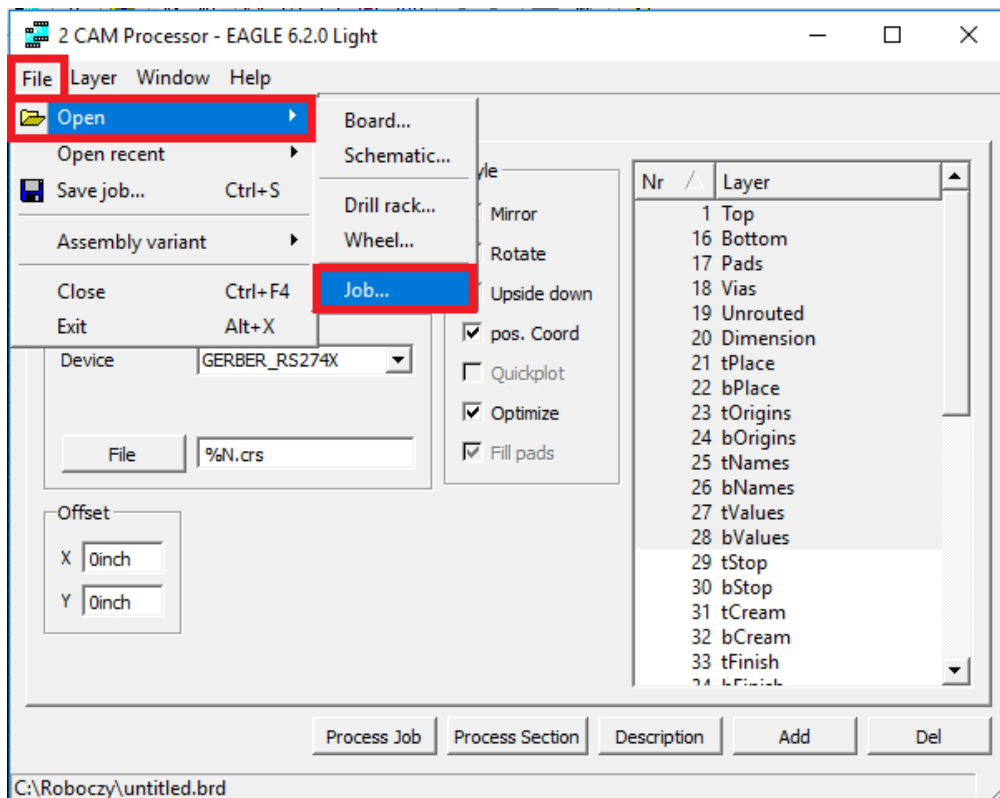 2 CAM Processor - EAGLE 6.2.0 Light
File Layer Window Help
Open
Open recent
Save job... Ctrl+S
Assembly variant
Close Ctrl+F4
Exit Alt+X
Board...
Schematic...
Drill rack...
Wheel...
Job...
Device GERBER_RS274X
File %N.crs
Offset
X 0inch
Y 0inch
Mirror
Rotate
Upside down
pos. Coord
Quickplot
Optimize
Fill pads
Nr Layer
1 Top
16 Bottom
17 Pads
18 Vias
19 Unrouted
20 Dimension
21 tPlace
22 bPlace
23 tOrigins
24 bOrigins
25 tNames
26 bNames
27 tValues
28 bValues
29 tStop
30 bStop
31 tCream
32 bCream
33 tFinish
Process Job Process Section Description Add Del
C:\Roboczy\untitled.brd